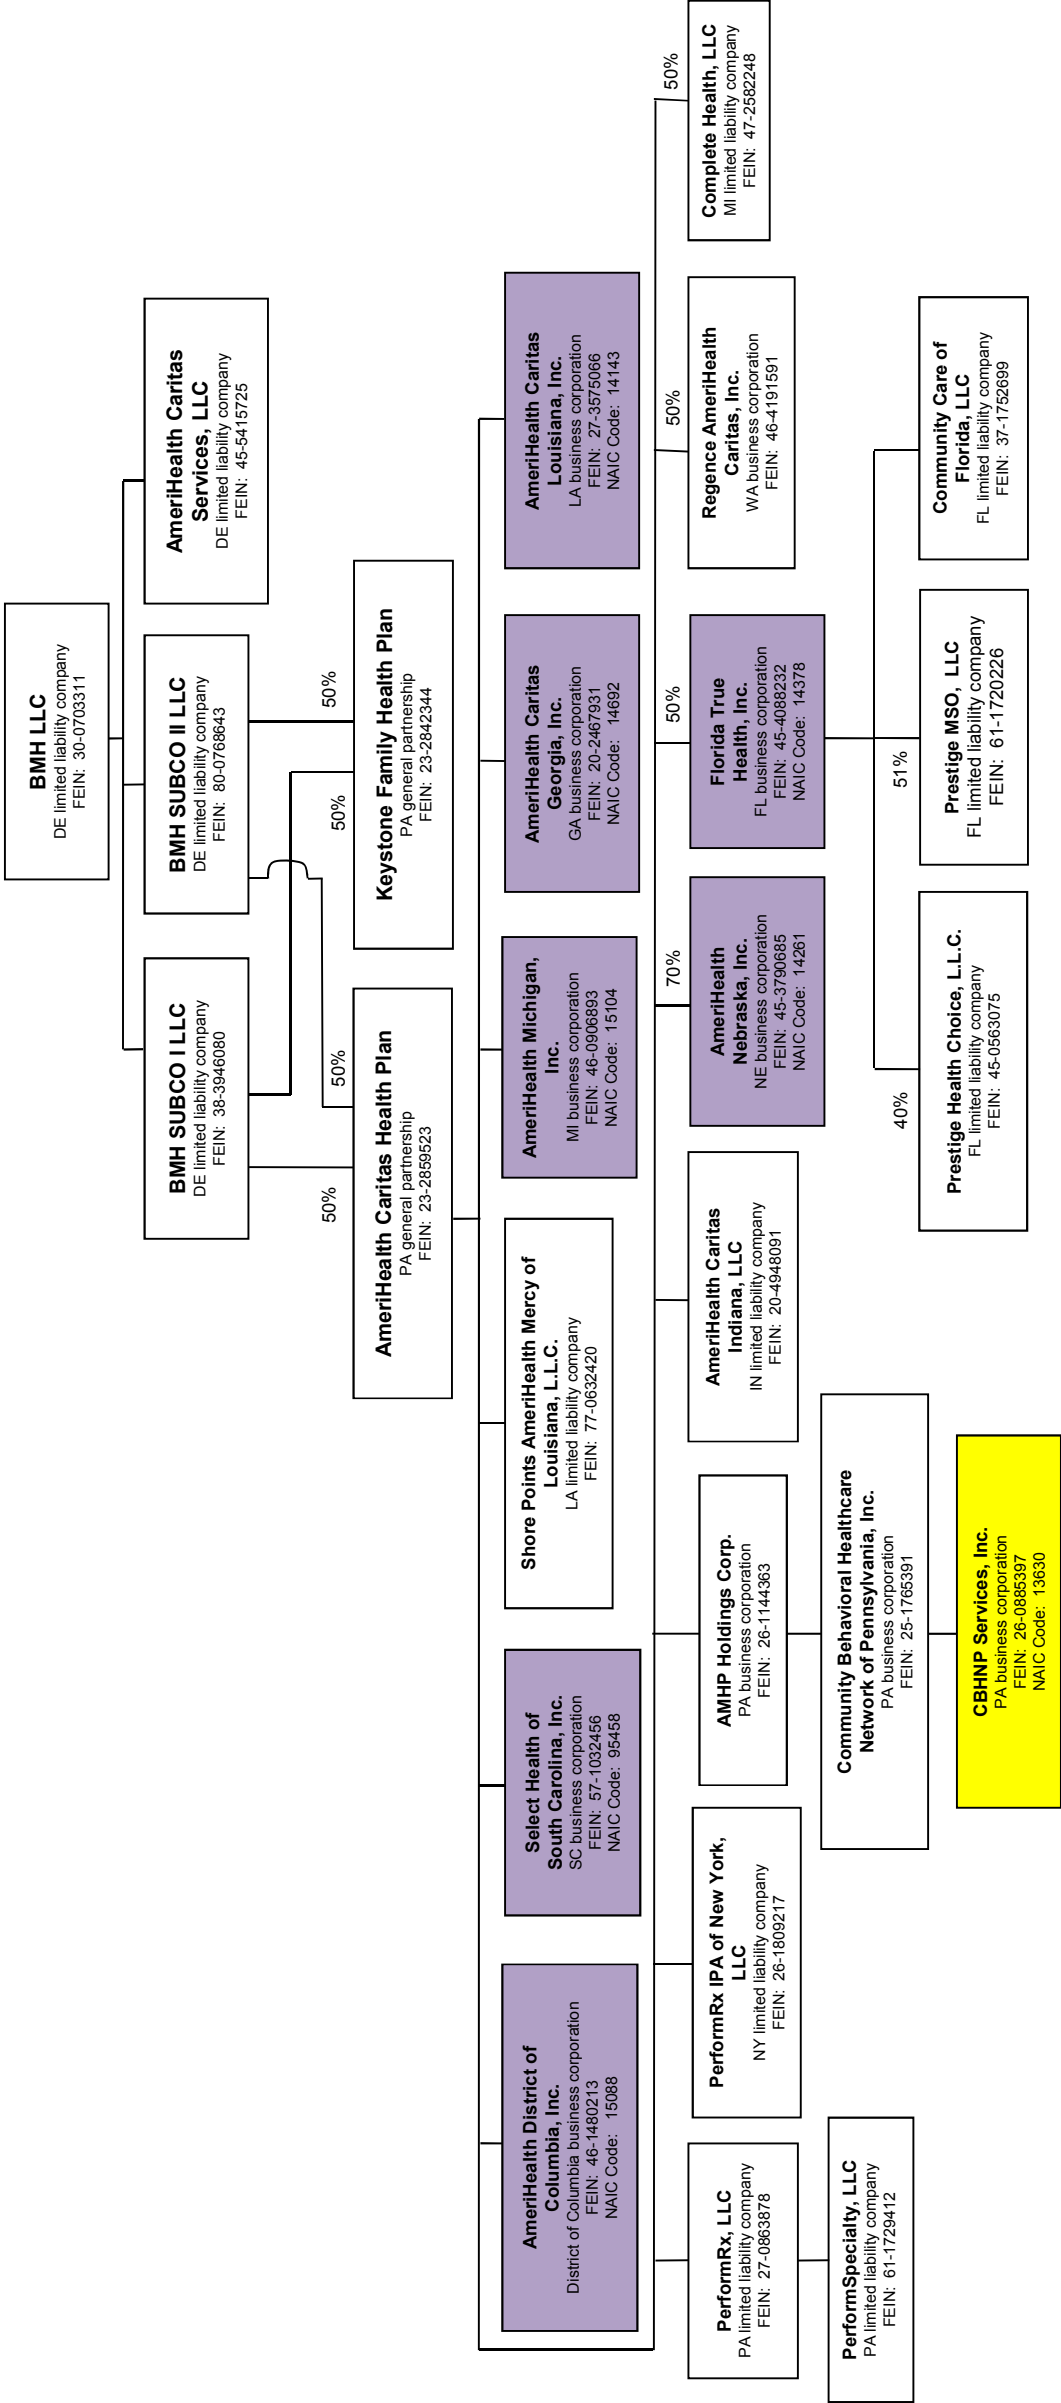 BMH LLC
DE limited liability company
FEIN: 30-0703311
BMH SUBCO I LLC
DE limited liability company
FEIN: 38-3946080
BMH SUBCO II LLC
DE limited liability company
FEIN: 80-0768643
AmeriHealth Caritas
Services, LLC
DE limited liability company
FEIN: 45-5415725
50%
50%
50%
50%
AmeriHealth Caritas Health Plan
PA general partnership
FEIN: 23-2859523
Keystone Family Health Plan
PA general partnership
FEIN: 23-2842344
AmeriHealth District of
Columbia, Inc.
District of Columbia business corporation
FEIN: 46-1480213
NAIC Code: 15088
Select Health of
South Carolina, Inc.
SC business corporation
FEIN: 57-1032456
NAIC Code: 95458
Shore Points AmeriHealth Mercy of
Louisiana, L.L.C.
LA limited liability company
FEIN: 77-0632420
AmeriHealth Michigan,
Inc.
MI business corporation
FEIN: 46-0906893
NAIC Code: 15104
AmeriHealth Caritas
Georgia, Inc.
GA business corporation
FEIN: 20-2467931
NAIC Code: 14692
AmeriHealth Caritas
Louisiana, Inc.
LA business corporation
FEIN: 27-3575066
NAIC Code: 14143
70%
50%
50%
50%
PerformRx, LLC
PA limited liability company
FEIN: 27-0863878
PerformRx IPA of New York,
LLC
NY limited liability company
FEIN: 26-1809217
AMHP Holdings Corp.
PA business corporation
FEIN: 26-1144363
AmeriHealth Caritas
Indiana, LLC
IN limited liability company
FEIN: 20-4948091
AmeriHealth
Nebraska, Inc.
NE business corporation
FEIN: 45-3790685
NAIC Code: 14261
Florida True
Health, Inc.
FL business corporation
FEIN: 45-4088232
NAIC Code: 14378
Regence AmeriHealth
Caritas, Inc.
WA business corporation
FEIN: 46-4191591
Complete Health, LLC
MI limited liability company
FEIN: 47-2582248
PerformSpecialty, LLC
PA limited liability company
FEIN: 61-1729412
Community Behavioral Healthcare
Network of Pennsylvania, Inc.
PA business corporation
FEIN: 25-1765391
40%
51%
Prestige Health Choice, L.L.C.
FL limited liability company
FEIN: 45-0563075
Prestige MSO, LLC
FL limited liability company
FEIN: 61-1720226
Community Care of
Florida, LLC
FL limited liability company
FEIN: 37-1752699
CBHNP Services, Inc.
PA business corporation
FEIN: 26-0885397
NAIC Code: 13630